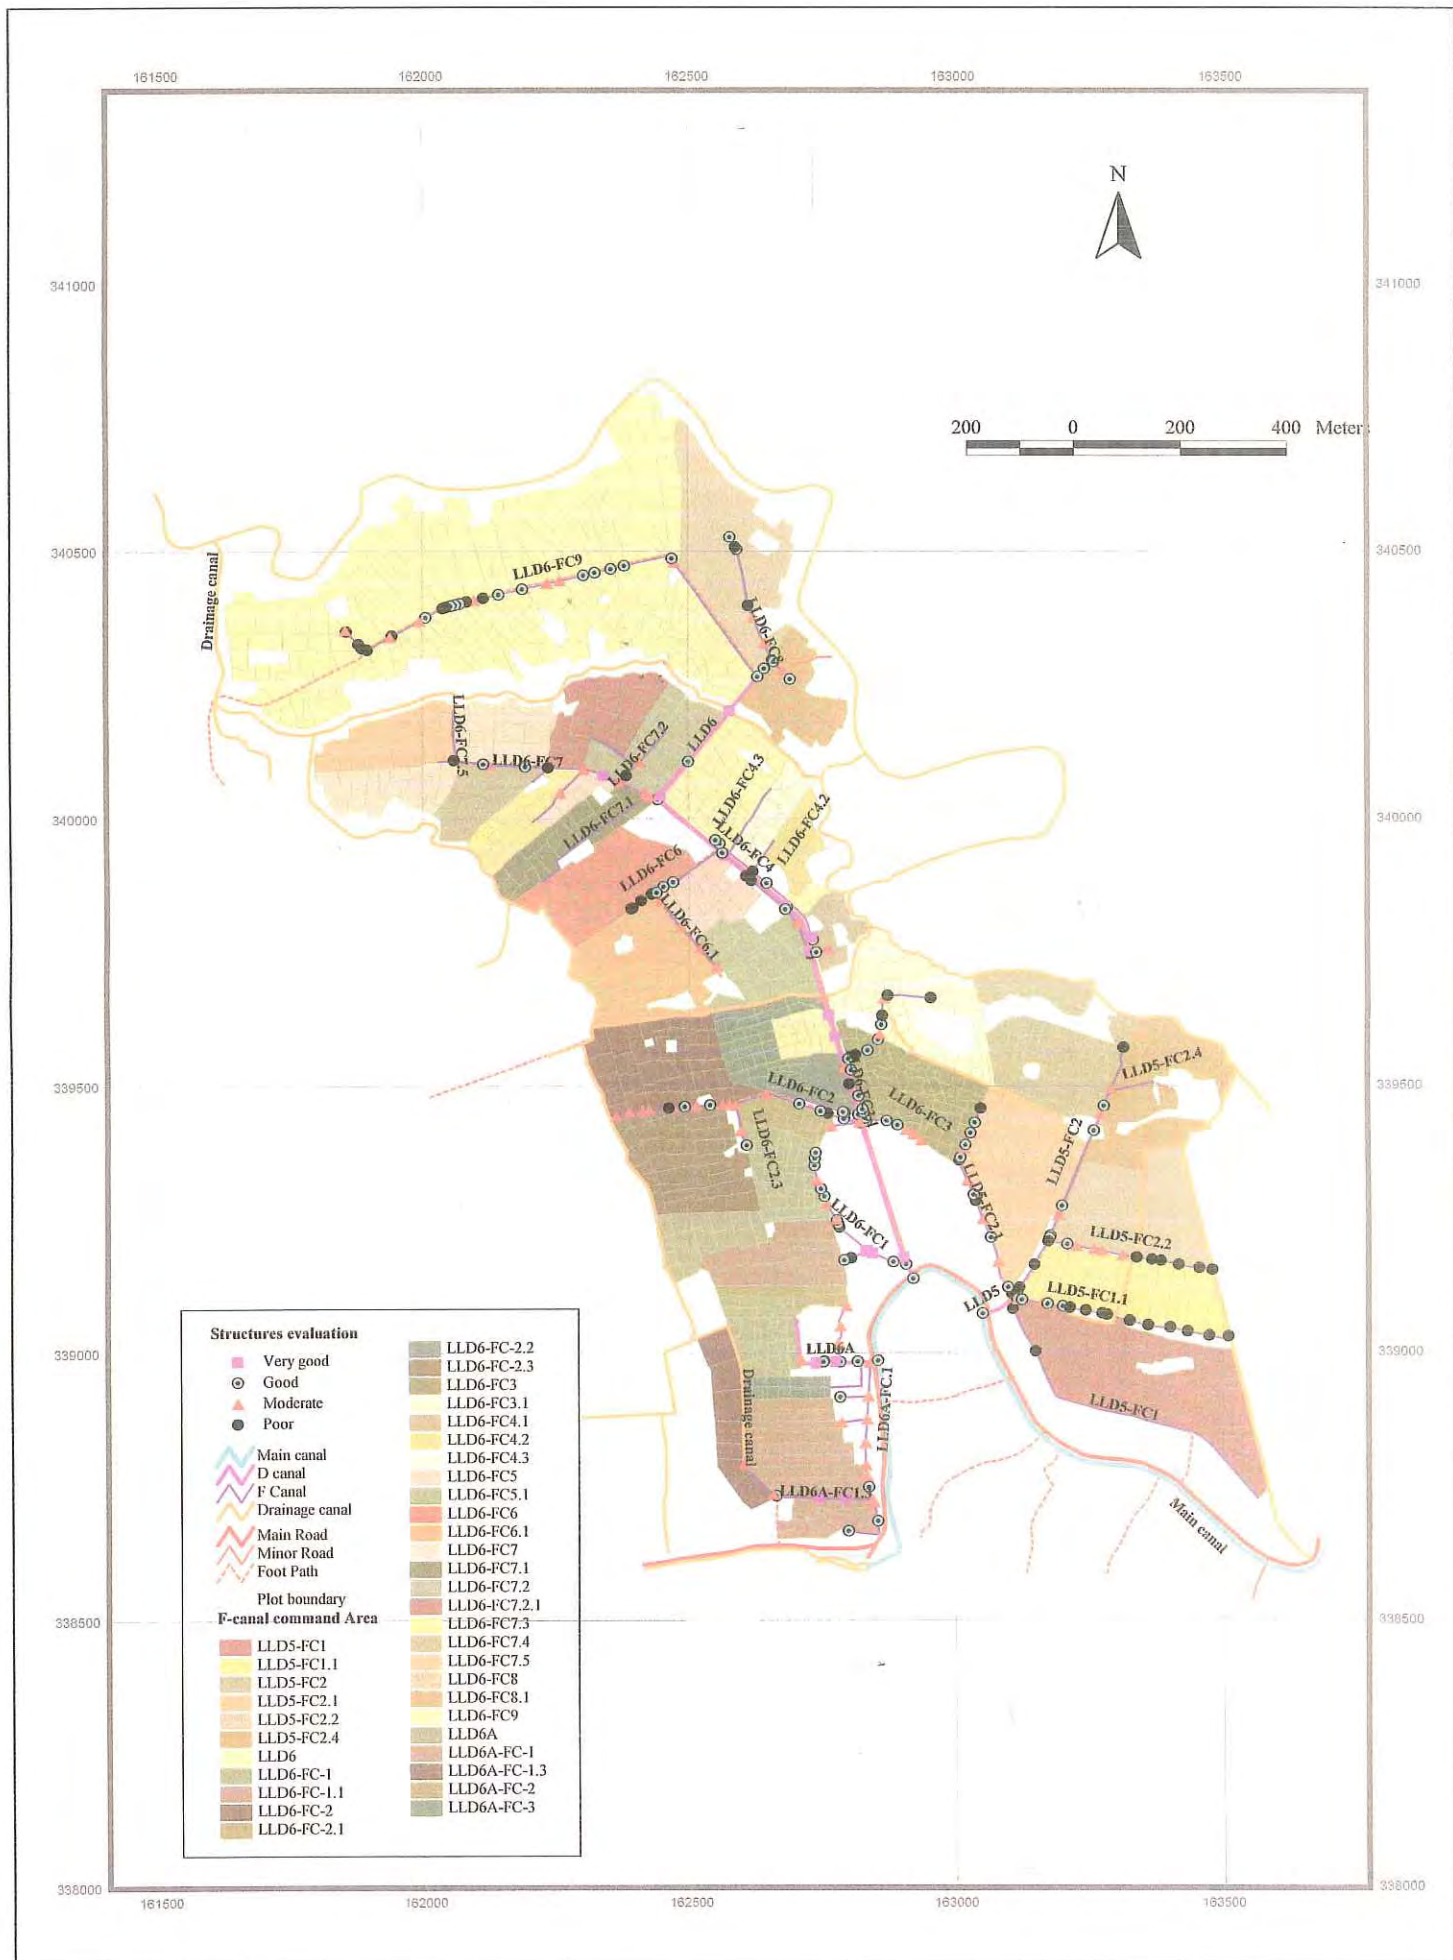 161500 162000 162500 163000 163500
N
341000 341000
200 0 200 400 Meter
340500 340500
Drainage canal
LLD6-FC9
LLD6-FC8
LLD6
LLD6-FC7.5
LLD6-FC7
LLD6-FC7.2
LLD6-FC7.1
LLD6-FC4.3
LLD6-FC4.2
LLD6-FC4
340000 340000
LLD6-FC6
LLD6-FC6.1
339500 339500
LLD6-FC2
LLD6-FC2.3
LLD6-FC3
LLD6-FC1
LLD5-FC2.4
LLD5-FC2
LLD5-FC2.1
LLD5-FC2.2
LLD5
LLD5-FC1.1
339000 339000
LLD5-FC1
LLD6A
LLD6A-FC.1
Drainage canal
LLD6A-FC1.3
Main canal
Structures evaluation
Very good
Good
Moderate
Poor
Main canal
D canal
F Canal
Drainage canal
Main Road
Minor Road
Foot Path
Plot boundary
F-canal command Area
LLD5-FC1
LLD5-FC1.1
LLD5-FC2
LLD5-FC2.1
LLD5-FC2.2
LLD5-FC2.4
LLD6
LLD6-FC-1
LLD6-FC-1.1
LLD6-FC-2
LLD6-FC-2.1
LLD6-FC-2.2
LLD6-FC-2.3
LLD6-FC3
LLD6-FC3.1
LLD6-FC4.1
LLD6-FC4.2
LLD6-FC4.3
LLD6-FC5
LLD6-FC5.1
LLD6-FC6
LLD6-FC6.1
LLD6-FC7
LLD6-FC7.1
LLD6-FC7.2
LLD6-FC7.2.1
LLD6-FC7.3
LLD6-FC7.4
LLD6-FC7.5
LLD6-FC8
LLD6-FC8.1
LLD6-FC9
LLD6A
LLD6A-FC-1
LLD6A-FC-1.3
LLD6A-FC-2
LLD6A-FC-3
338500 338500
338000 338000
161500 162000 162500 163000 163500